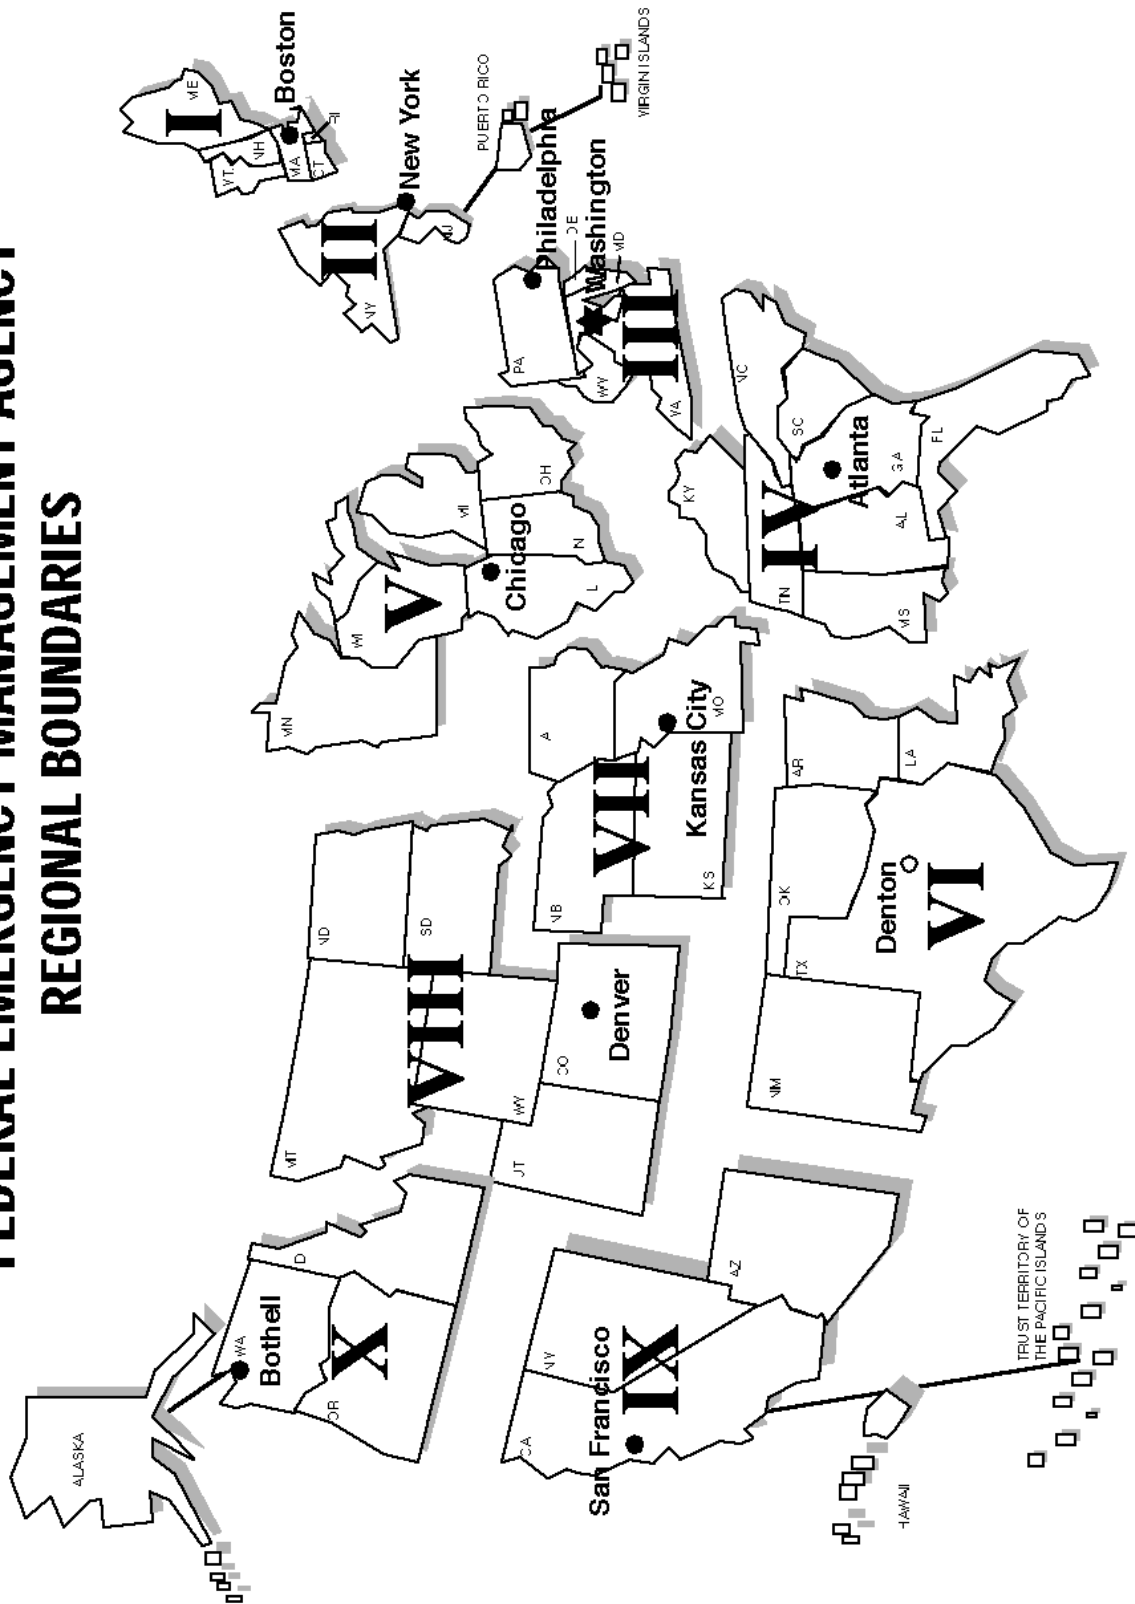 FEDERAL EMERGENCY MANAGEMENT AGENCY
REGIONAL BOUNDARIES
ALASKA
WA
Bothell
X
OR
ID
MT
ND
VIII
SD
WY
UT
CO
Denver
MN
WI
V
MI
Chicago
IL
IN
OH
I
ME
VT
NH
MA
CT
RI
Boston
II
NY
NJ
New York
PUERTO RICO
VIRGIN ISLANDS
PA
Philadelphia
DE
Washington
MD
WV
III
VA
NB
IA
VII
KS
Kansas City
MO
KY
TN
IV
NC
SC
Atlanta
GA
AL
MS
FL
CA
NV
San Francisco
IX
AZ
NM
TX
OK
AR
LA
Denton
VI
HAWAII
TRUST TERRITORY OF
THE PACIFIC ISLANDS